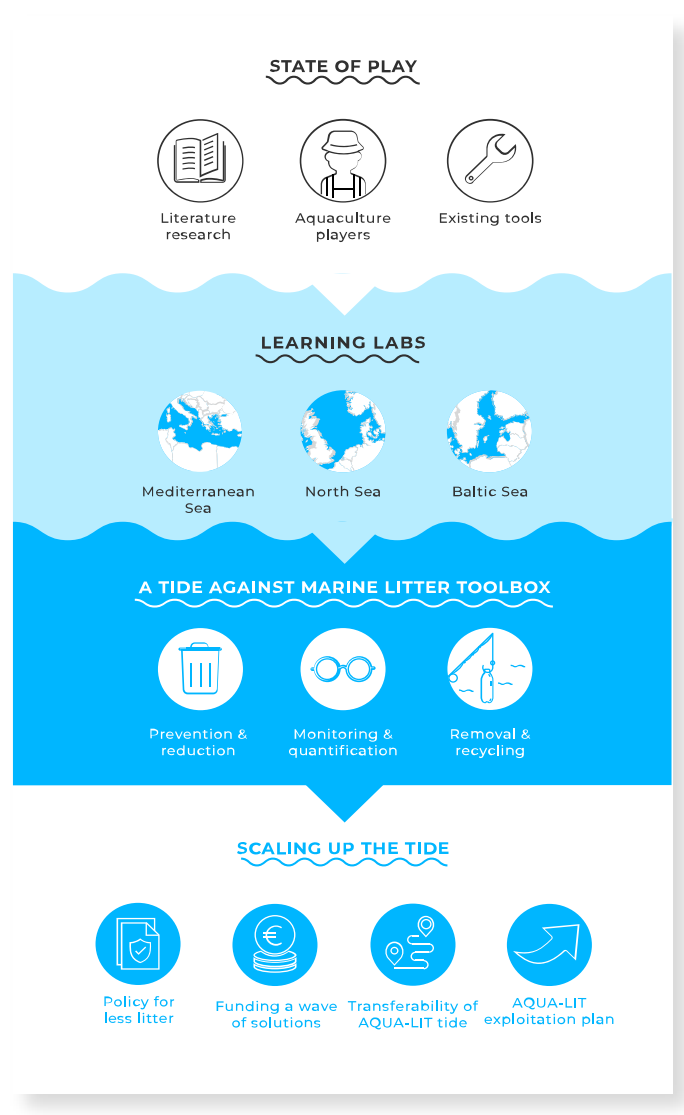 STATE OF PLAY
Literature
research
Aquaculture
players
Existing tools
LEARNING LABS
Mediterranean
Sea
North Sea
Baltic Sea
A TIDE AGAINST MARINE LITTER TOOLBOX
Prevention &
reduction
Monitoring &
quantification
Removal &
recycling
SCALING UP THE TIDE
€
Policy for
less litter
Funding a wave
of solutions
Transferability of
AQUA-LIT tide
AQUA-LIT
exploitation plan